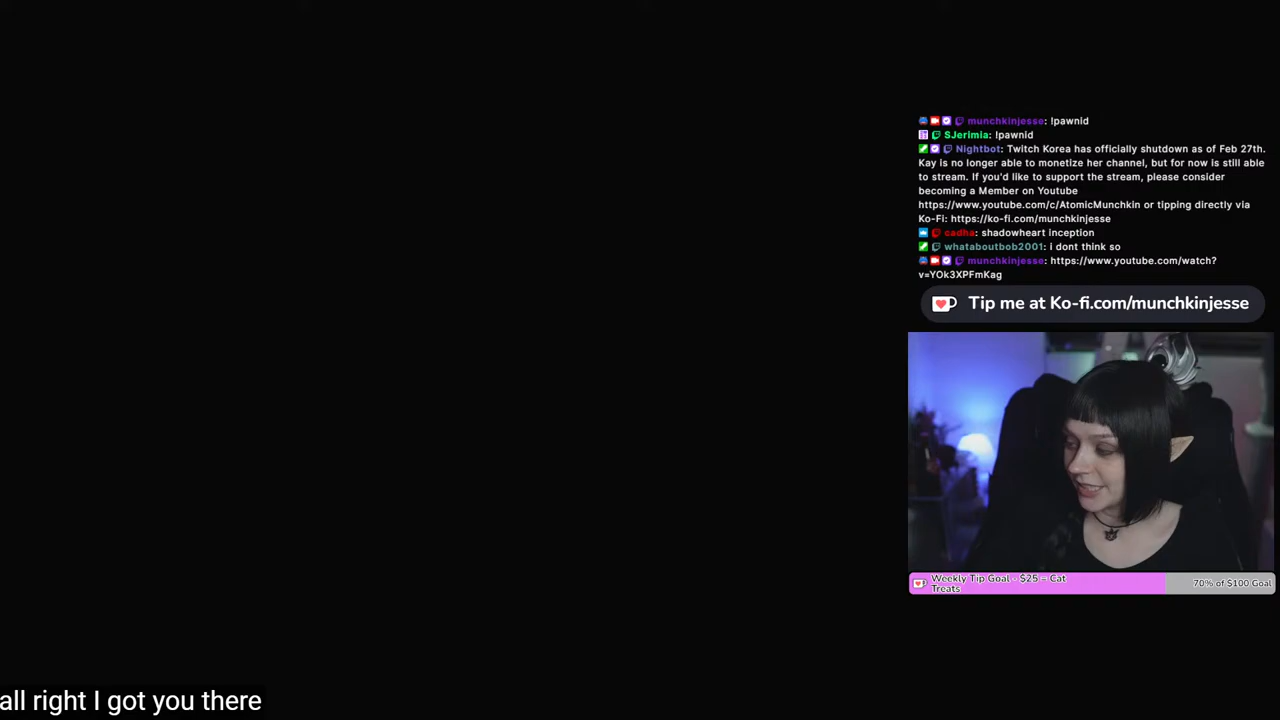 munchkinjesse: !pawnid
SJerimia: !pawnid
Nightbot: Twitch Korea has officially shutdown as of Feb 27th.
Kay is no longer able to monetize her channel, but for now is still able
to stream. If you'd like to support the stream, please consider
becoming a Member on Youtube
https://www.youtube.com/c/AtomicMunchkin or tipping directly via
Ko-Fi: https://ko-fi.com/munchkinjesse
cadha: shadowheart inception
whataboutbob2001: i dont think so
munchkinjesse: https://www.youtube.com/watch?
v=YOk3XPFmKag
Tip me at Ko-fi.com/munchkinjesse
Weekly Tip Goal - $25 = Cat
Treats
70% of $100 Goal
all right I got you there